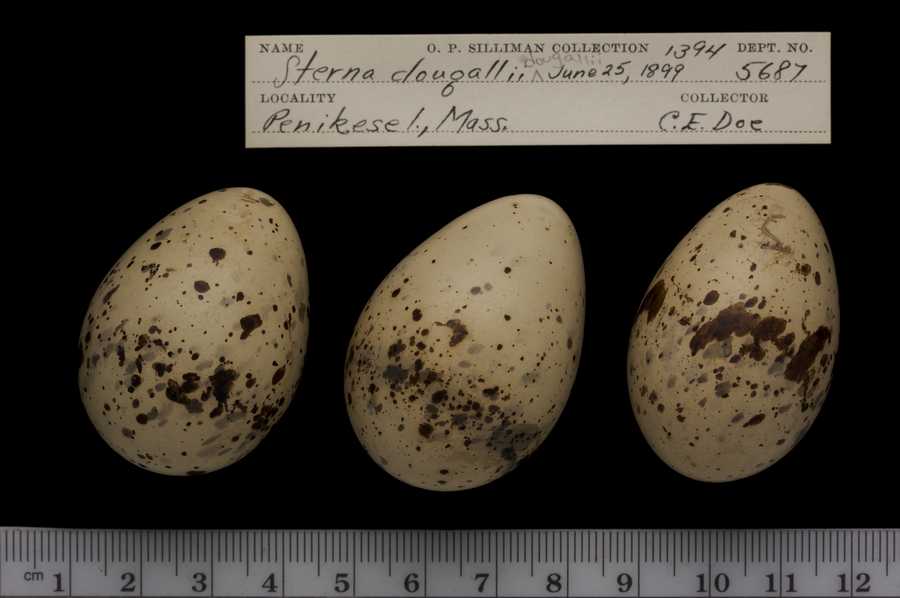 NAME O. P. SILLIMAN COLLECTION 1394 DEPT. NO.
dougallii
Sterna dougallii ^ June 25, 1899 5687
LOCALITY COLLECTOR
Penikese I., Mass. C. E. Doe
cm 1 2 3 4 5 6 7 8 9 10 11 12